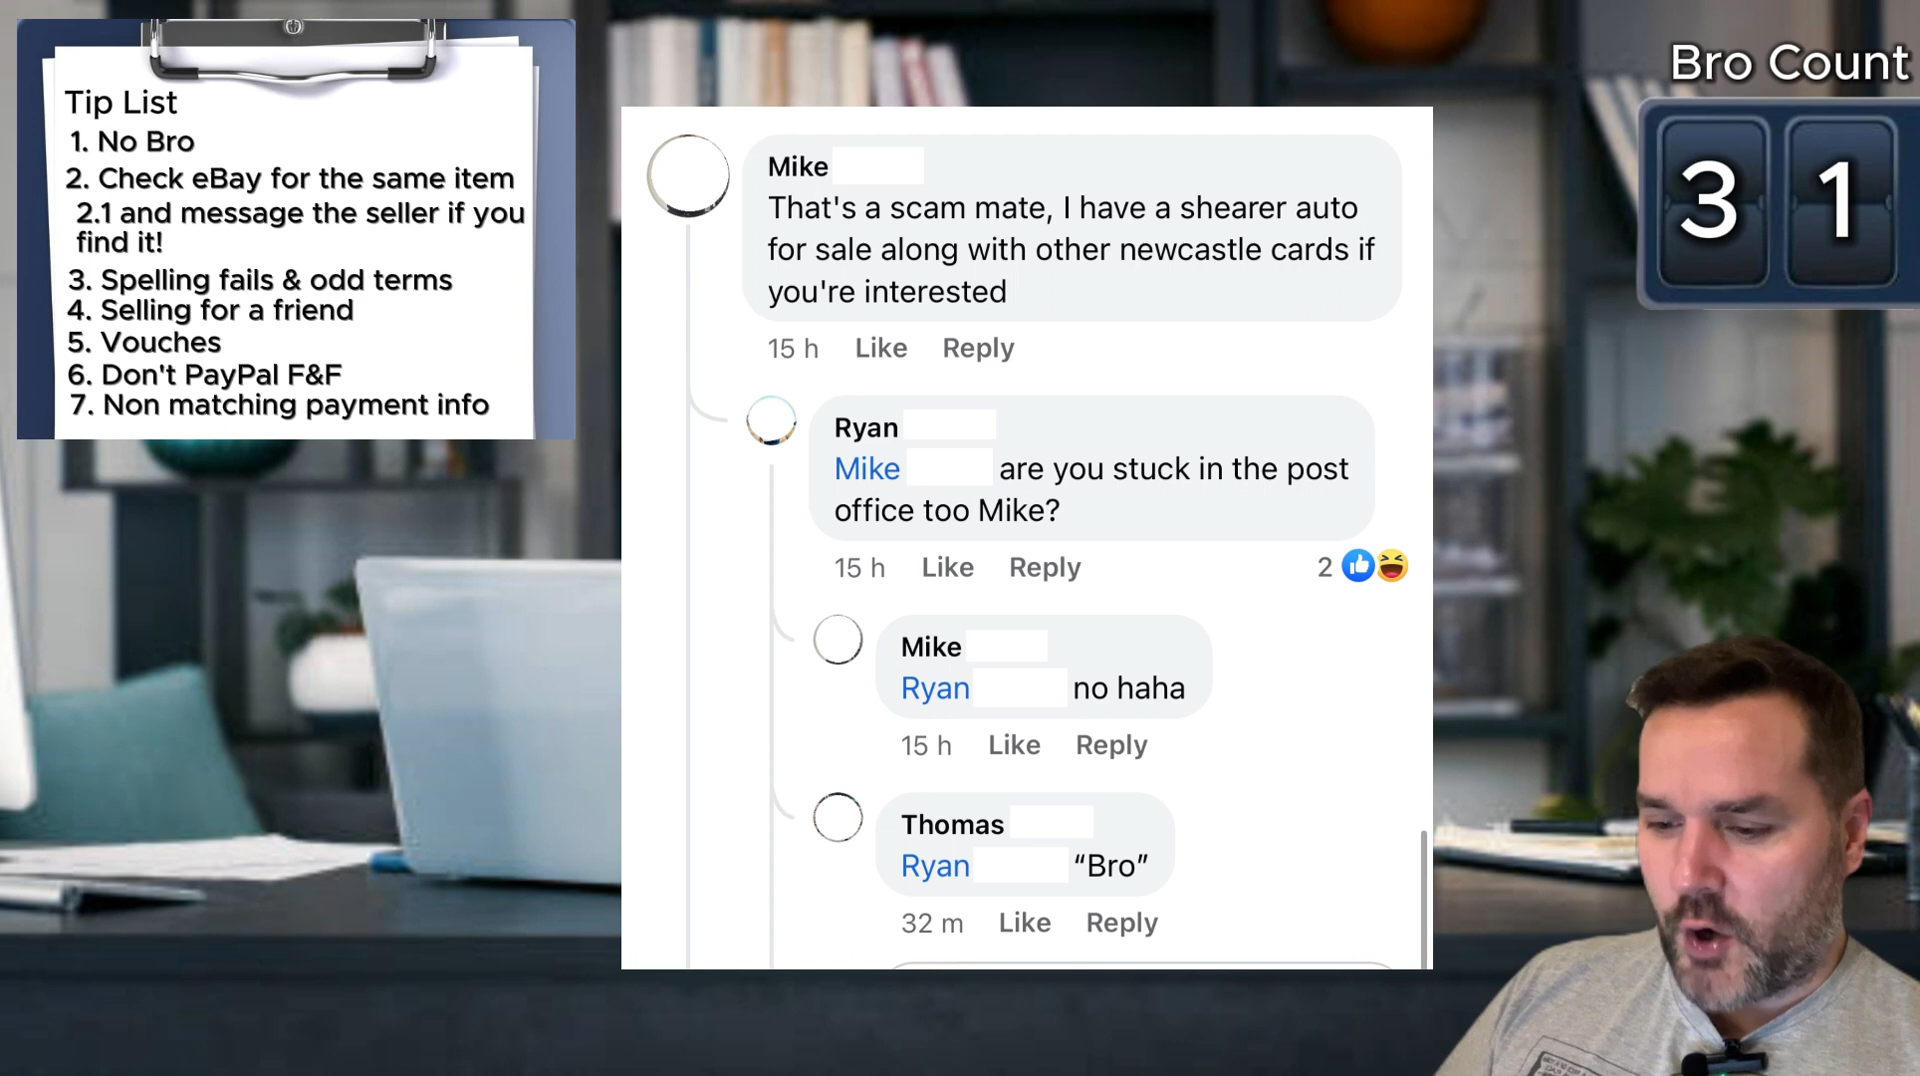 Tip List
1. No Bro
2. Check eBay for the same item
2.1 and message the seller if you
find it!
3. Spelling fails & odd terms
4. Selling for a friend
5. Vouches
6. Don't PayPal F&F
7. Non matching payment info
Bro Count
31
Mike
That's a scam mate, I have a shearer auto
for sale along with other newcastle cards if
you're interested
15 h Like Reply
Ryan
Mike are you stuck in the post
office too Mike?
15 h Like Reply 2
Mike
Ryan no haha
15 h Like Reply
Thomas
Ryan “Bro”
32 m Like Reply